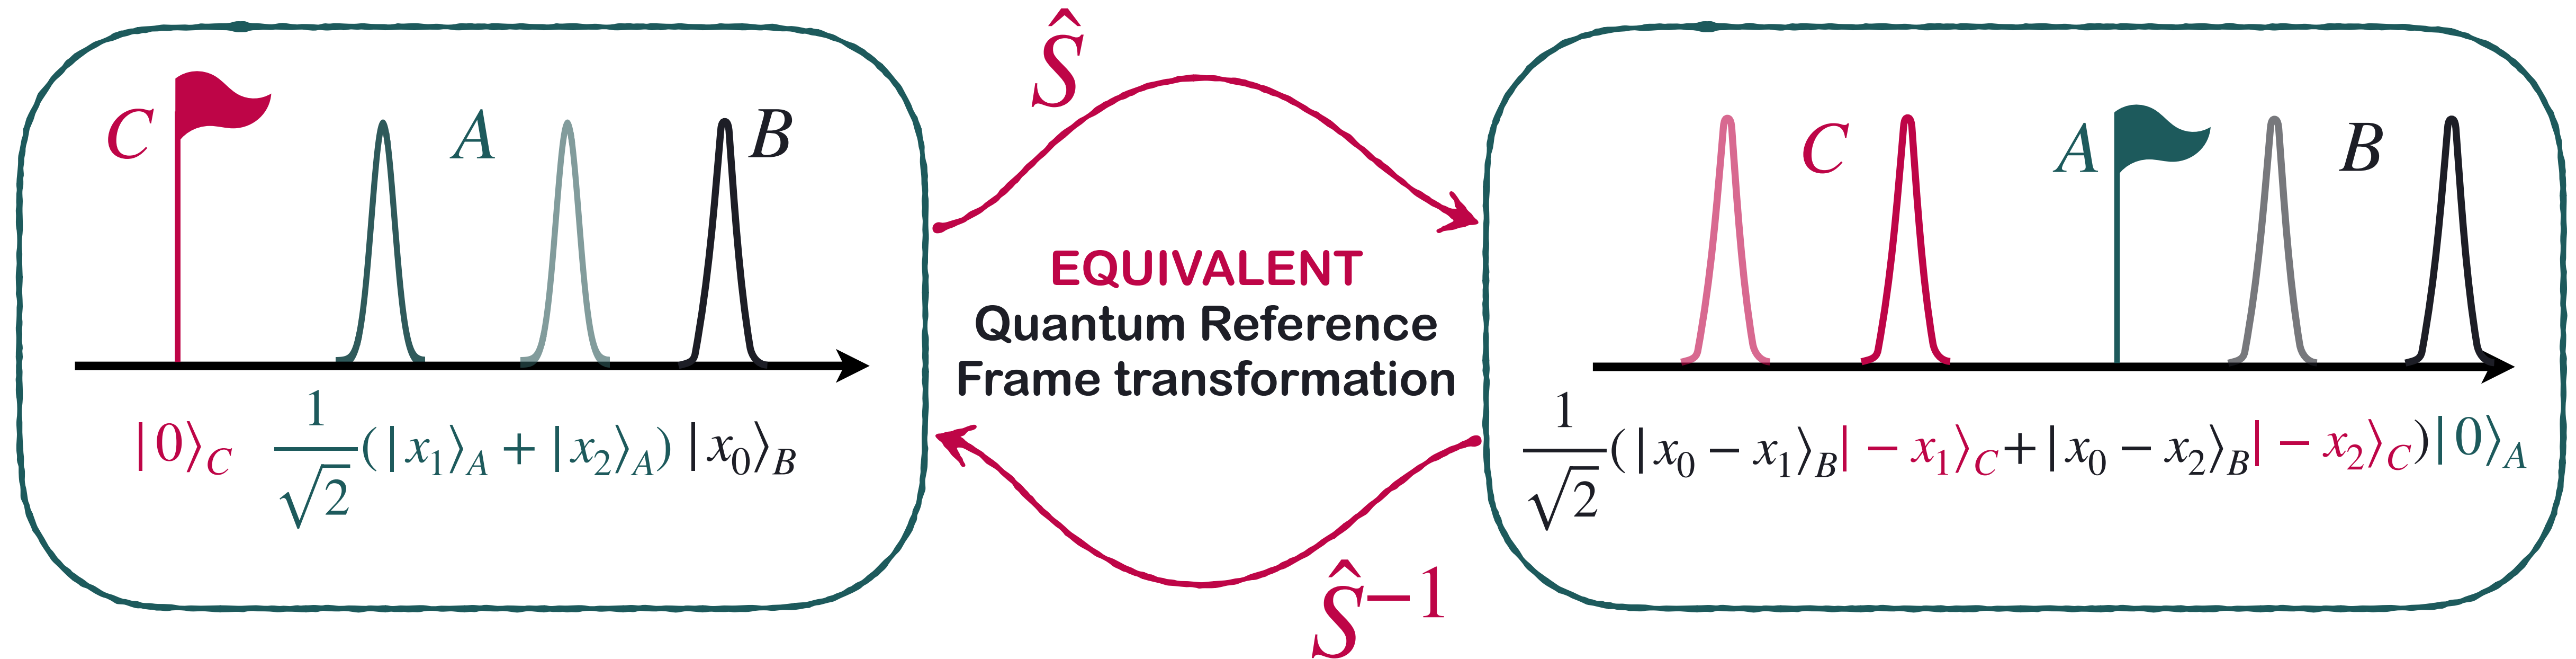 C A B
|0⟩_C 1/√2(|x₁⟩_A + |x₂⟩_A) |x₀⟩_B
Ŝ
EQUIVALENT
Quantum Reference
Frame transformation
Ŝ⁻¹
C A B
1/√2(|x₀ − x₁⟩_B|− x₁⟩_C+|x₀ − x₂⟩_B|− x₂⟩_C)|0⟩_A